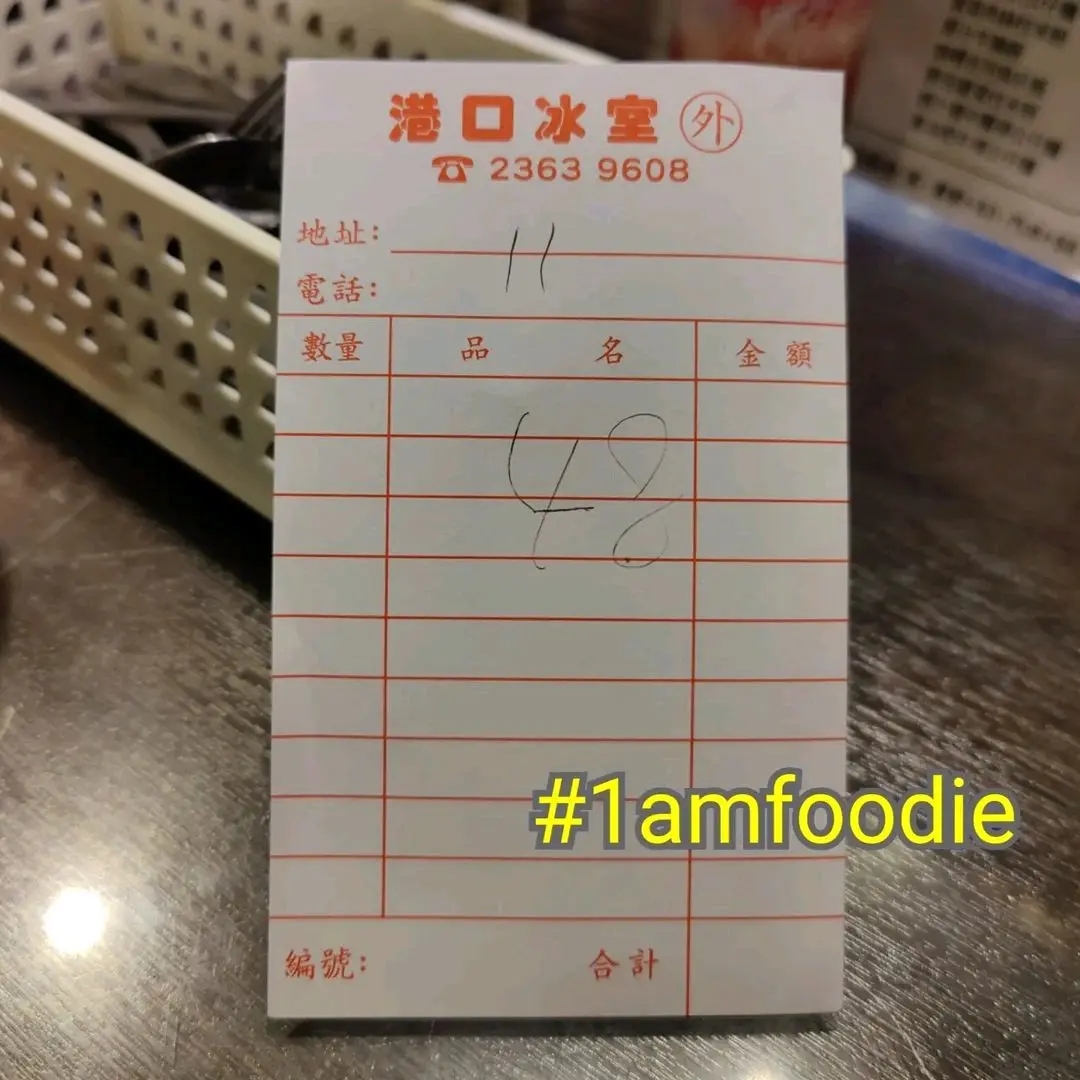 港口冰室 外
☎ 2363 9608
地址:
11
電話:
數量 品名 金額
48
#1amfoodie
編號: 合計